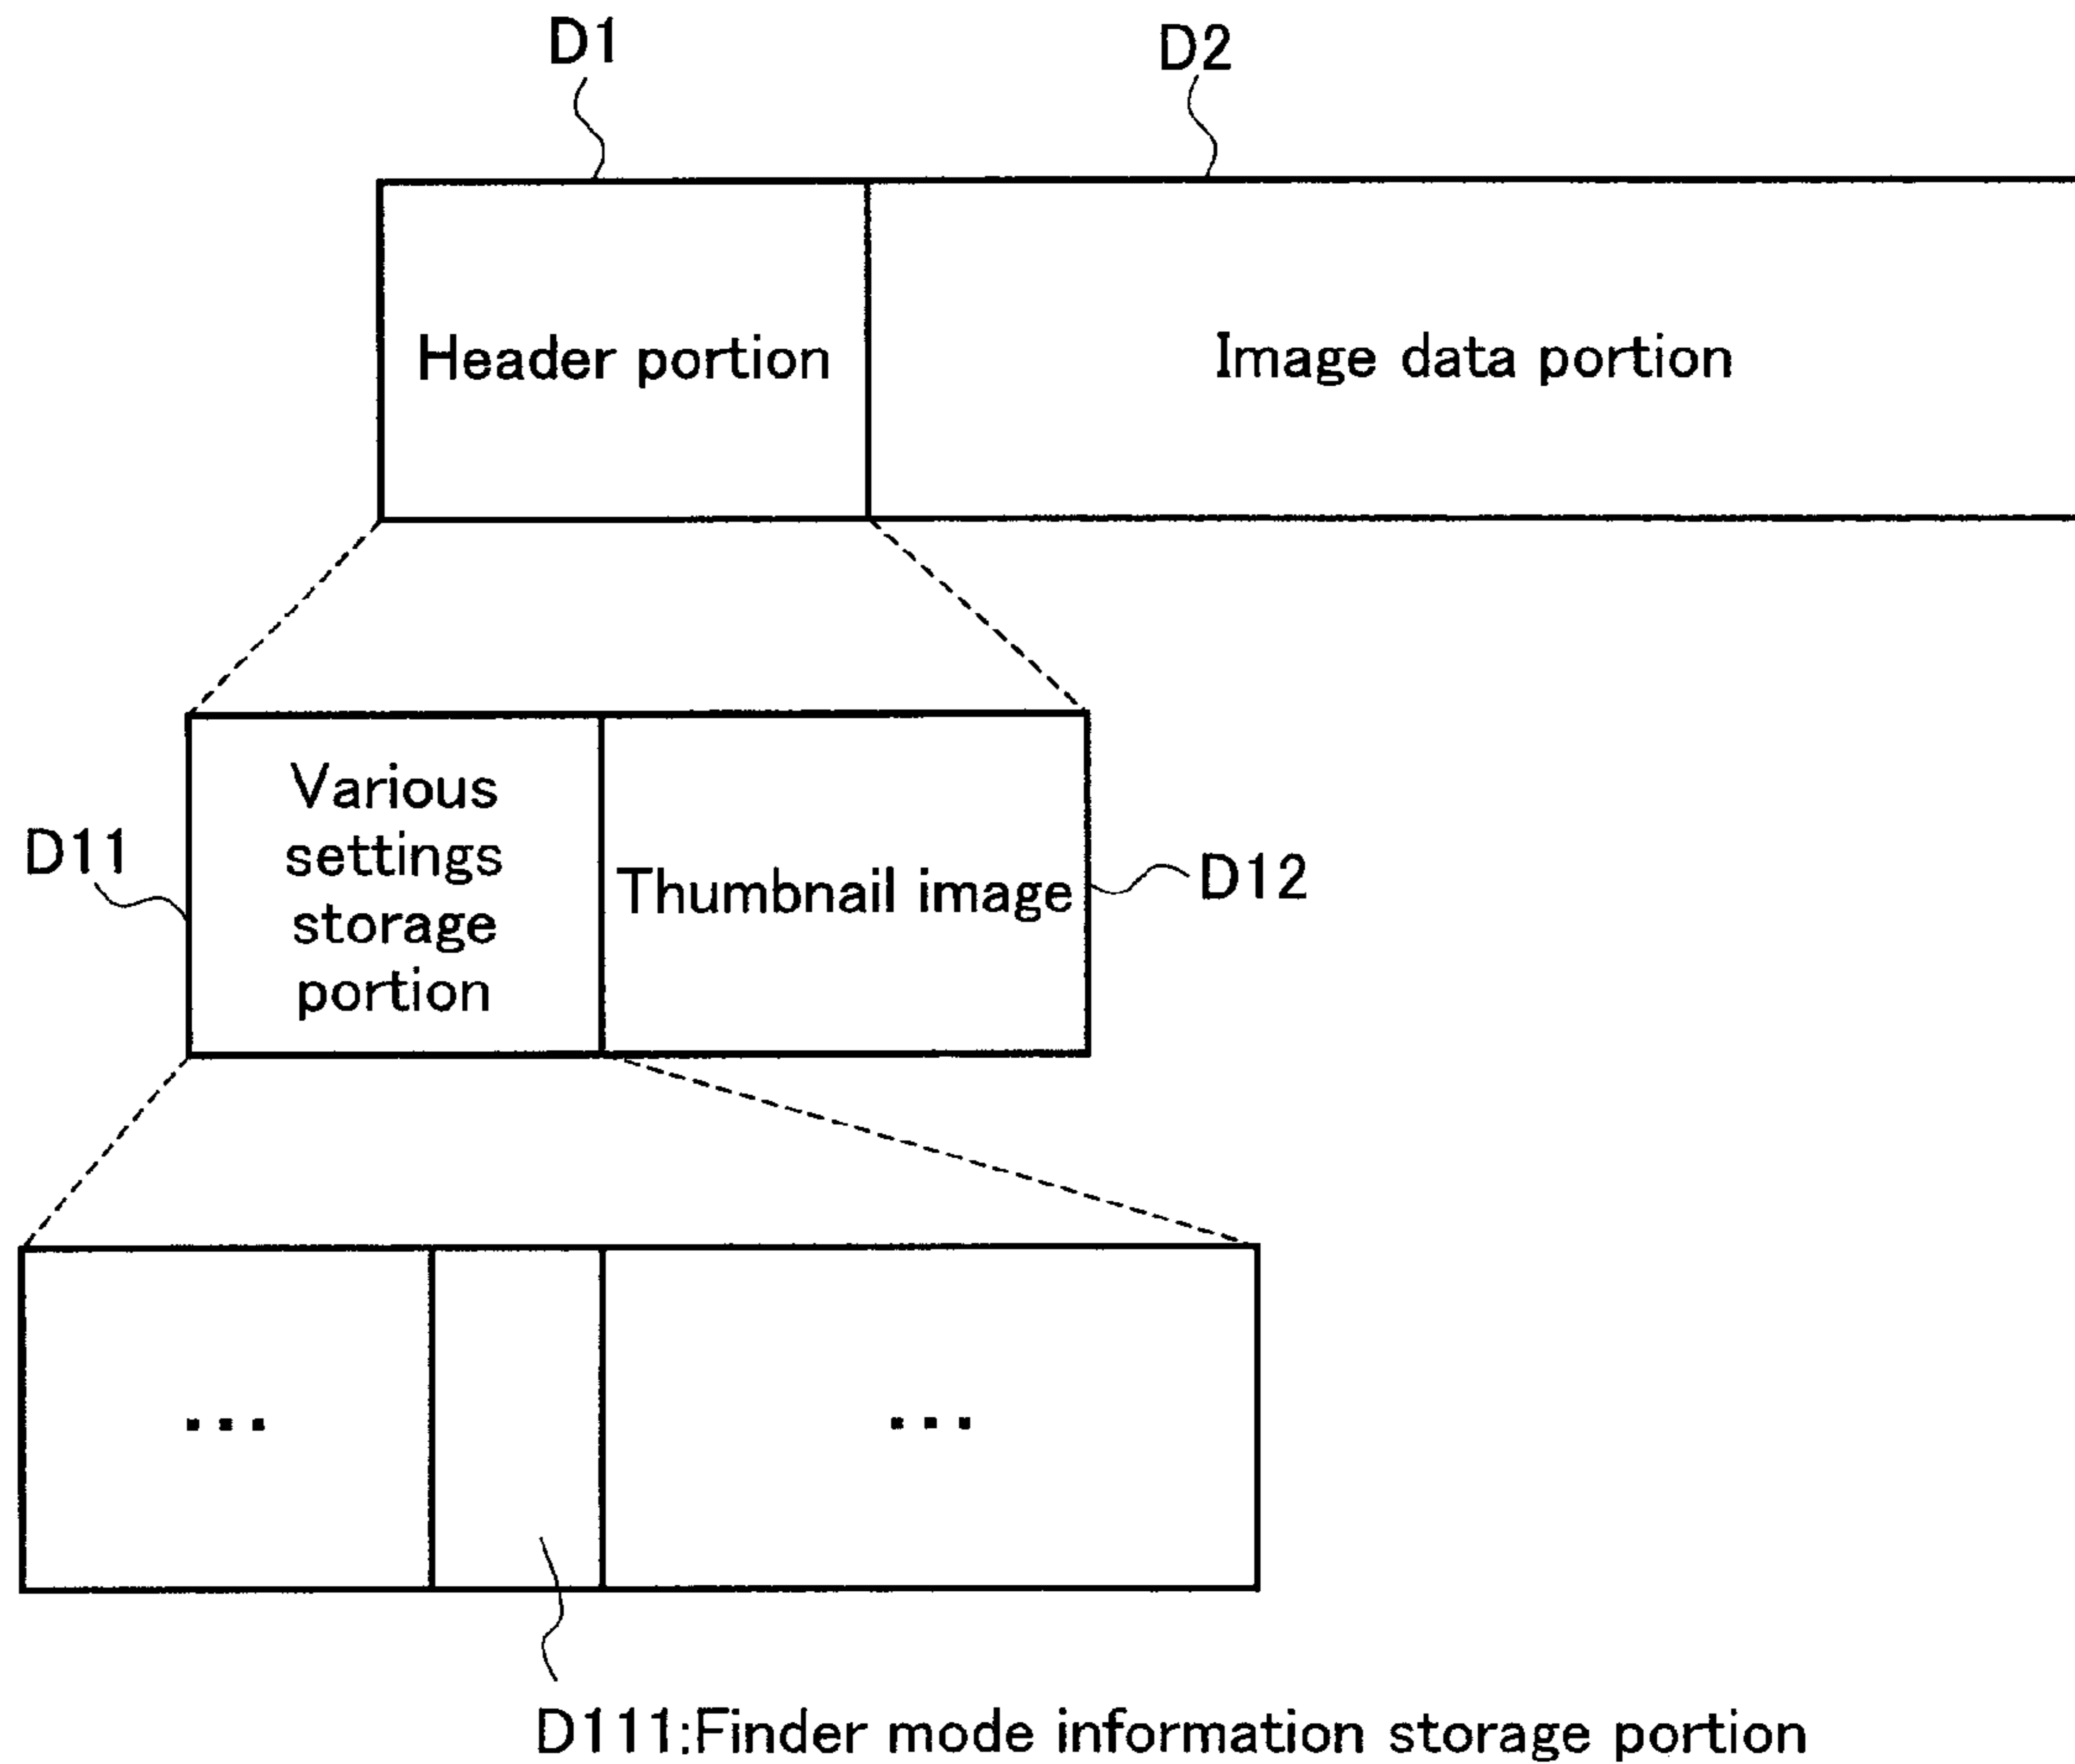 D1
D2
Header portion
Image data portion
Various
settings
storage
portion
D11
Thumbnail image
D12
...
...
D111:Finder mode information storage portion